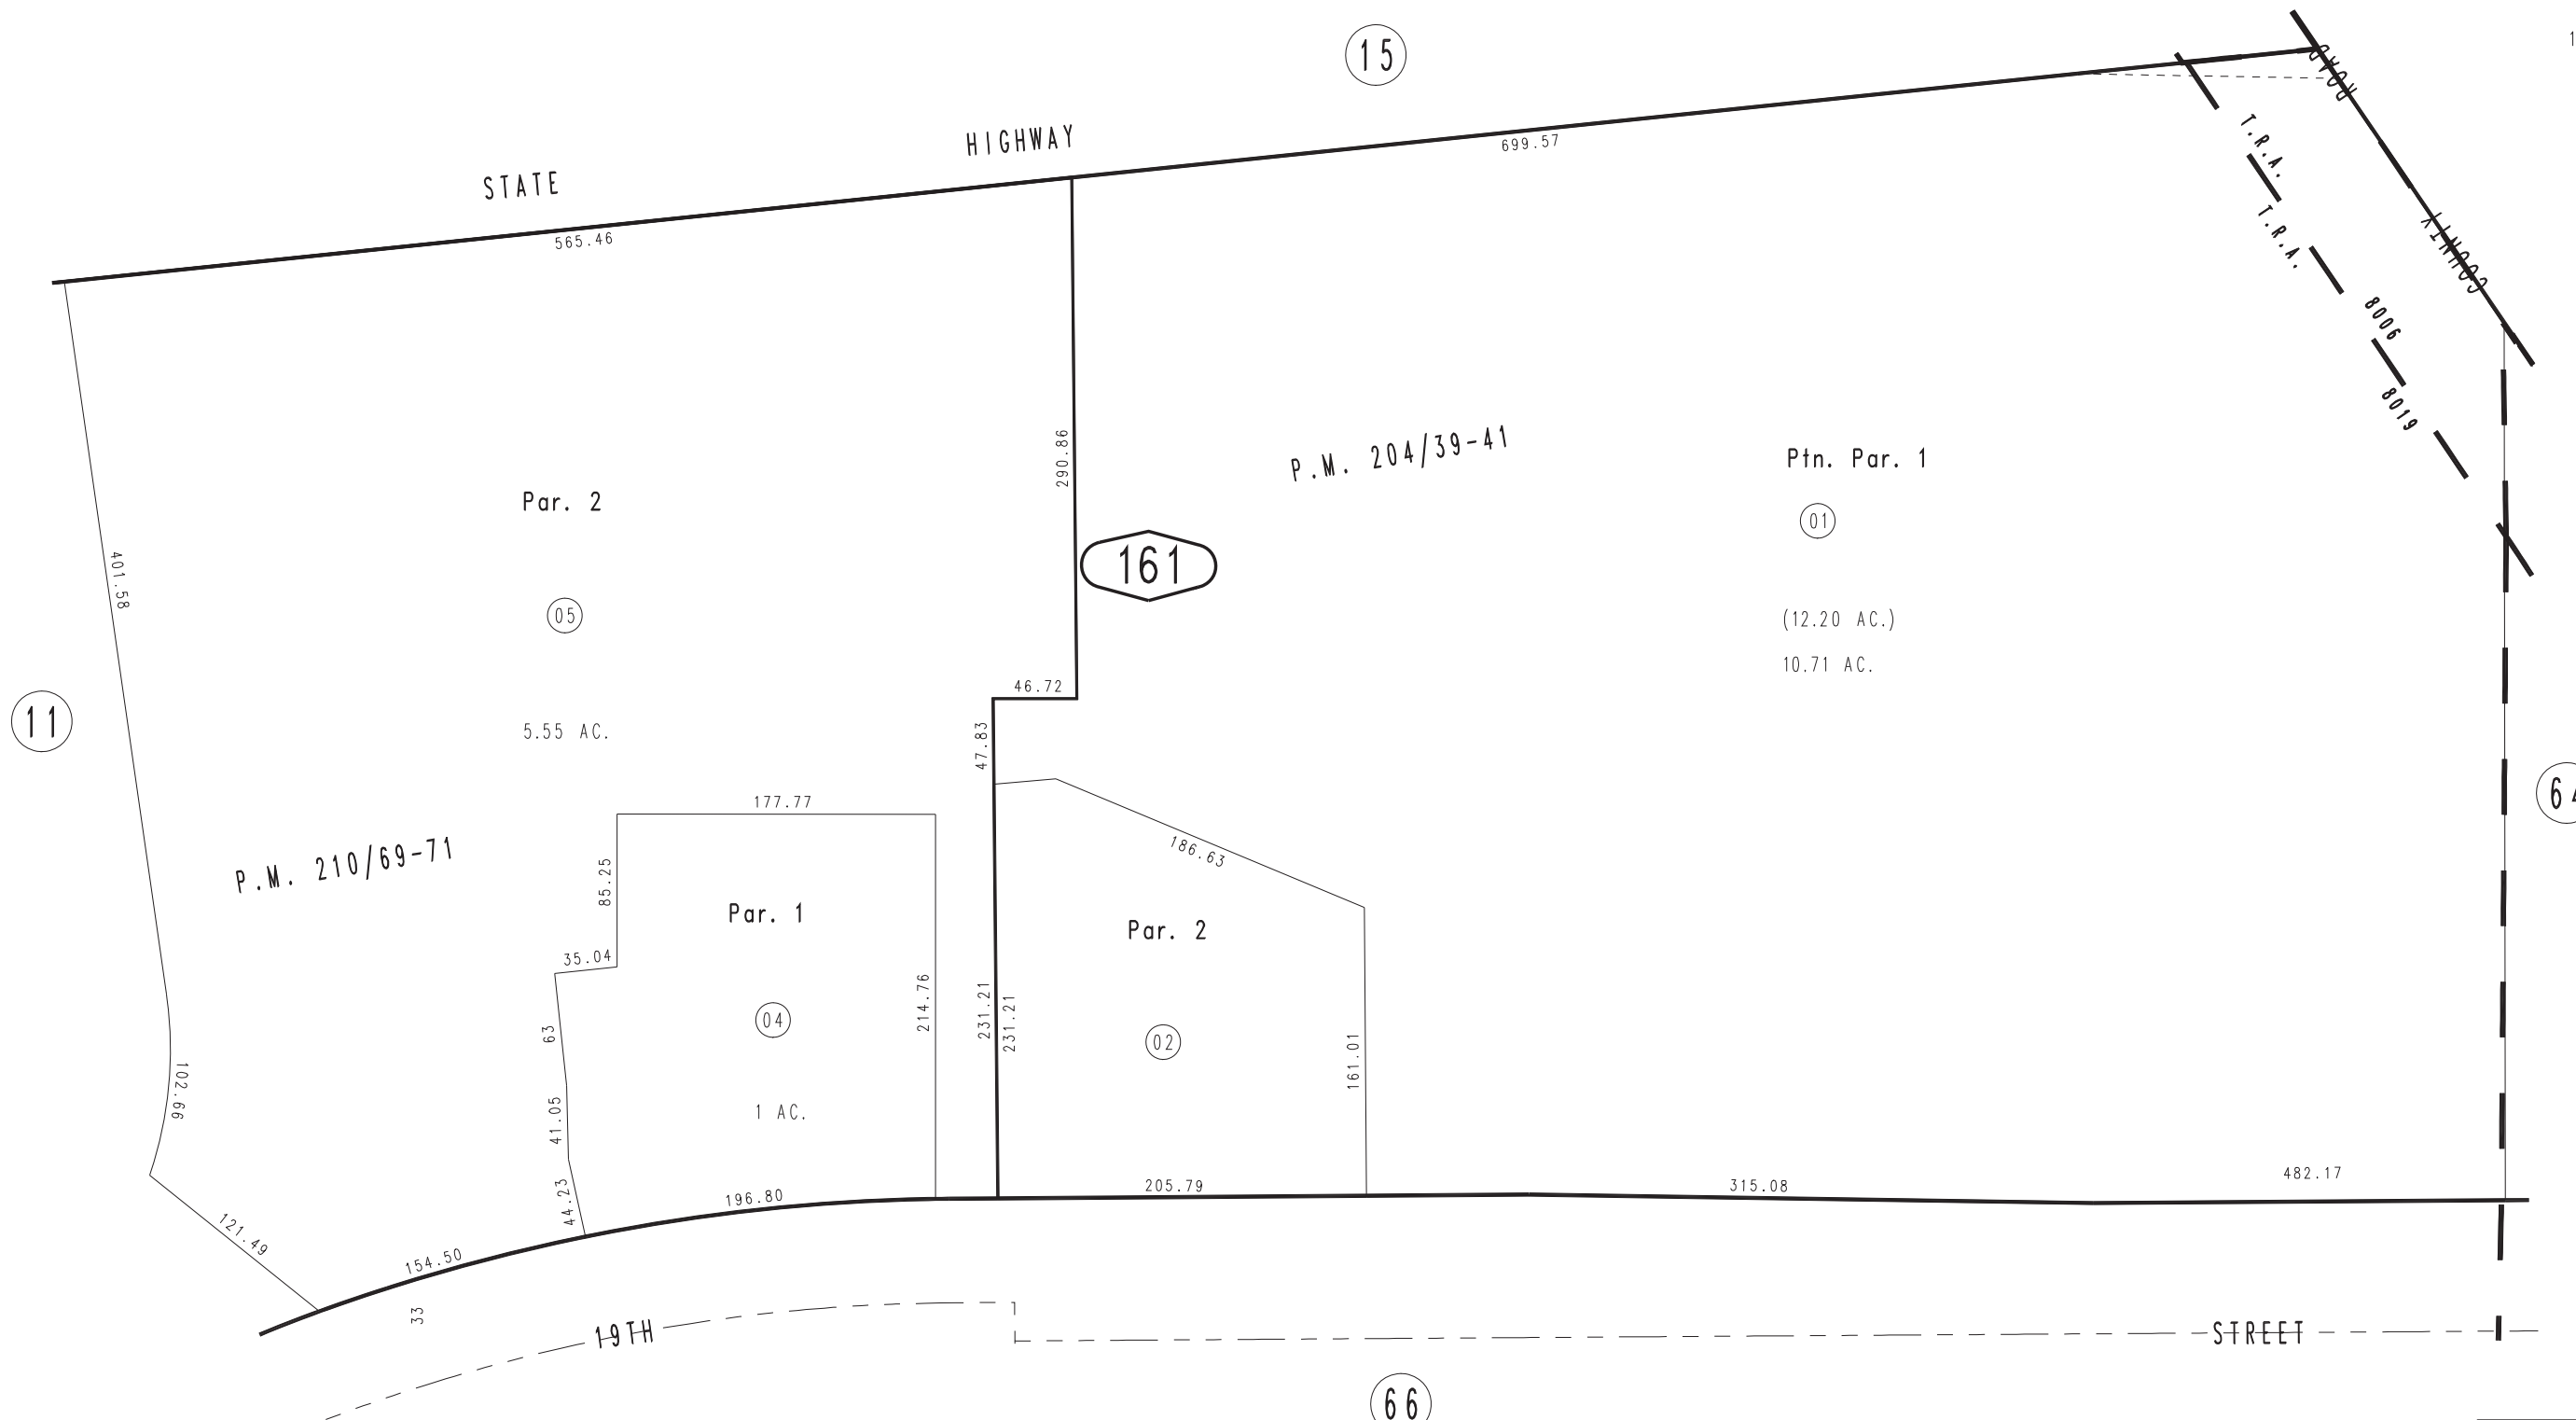 15
STATE HIGHWAY
ROAD
COUNTY
565.46
699.57
T.R.A. 8006
T.R.A. 8019
P.M. 204/39-41
Ptn. Par. 1
01
(12.20 AC.)
10.71 AC.
290.86
161
Par. 2
05
5.55 AC.
401.58
11
46.72
47.83
P.M. 210/69-71
177.77
85.25
35.04
Par. 1
04
1 AC.
214.76
63
41.05
44.23
196.80
231.21
231.21
186.63
Par. 2
02
161.01
205.79
315.08
482.17
102.66
121.49
154.50
33
19TH STREET
66